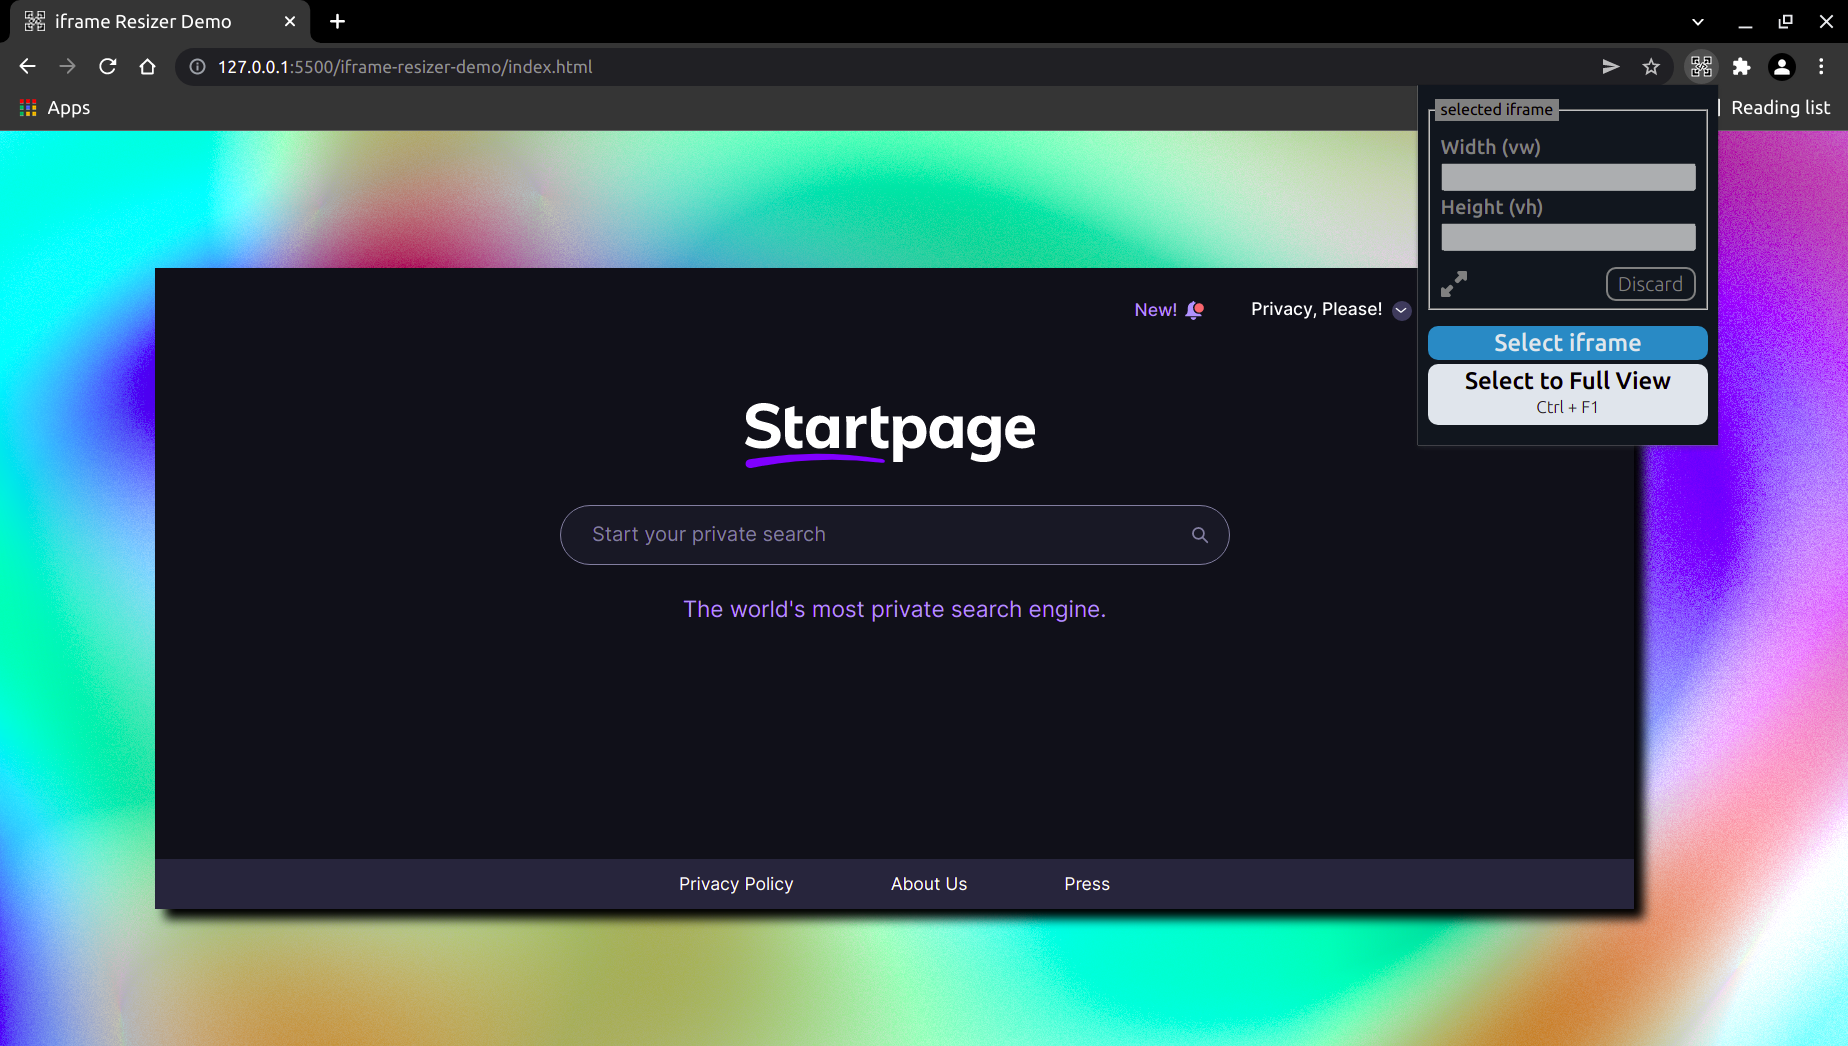 iframe Resizer Demo
127.0.0.1:5500/iframe-resizer-demo/index.html
Apps
Reading list
selected iframe
Width (vw)
Height (vh)
Discard
Select iframe
Select to Full View
Ctrl + F1
New!
Privacy, Please!
Startpage
Start your private search
The world's most private search engine.
Privacy Policy
About Us
Press